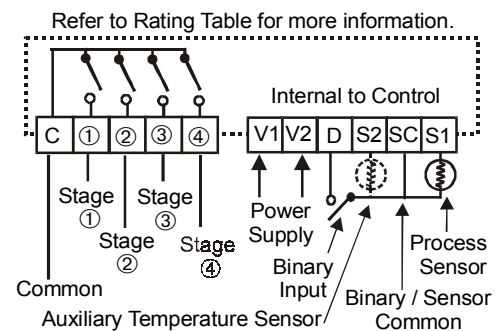 Refer to Rating Table for more information.
Internal to Control
C ① ② ③ ④ V1 V2 D S2 SC S1
Stage
①
Stage
②
Stage
③
Stage
④
Common
Power
Supply
Binary
Input
Process
Sensor
Auxiliary Temperature Sensor
Binary / Sensor
Common